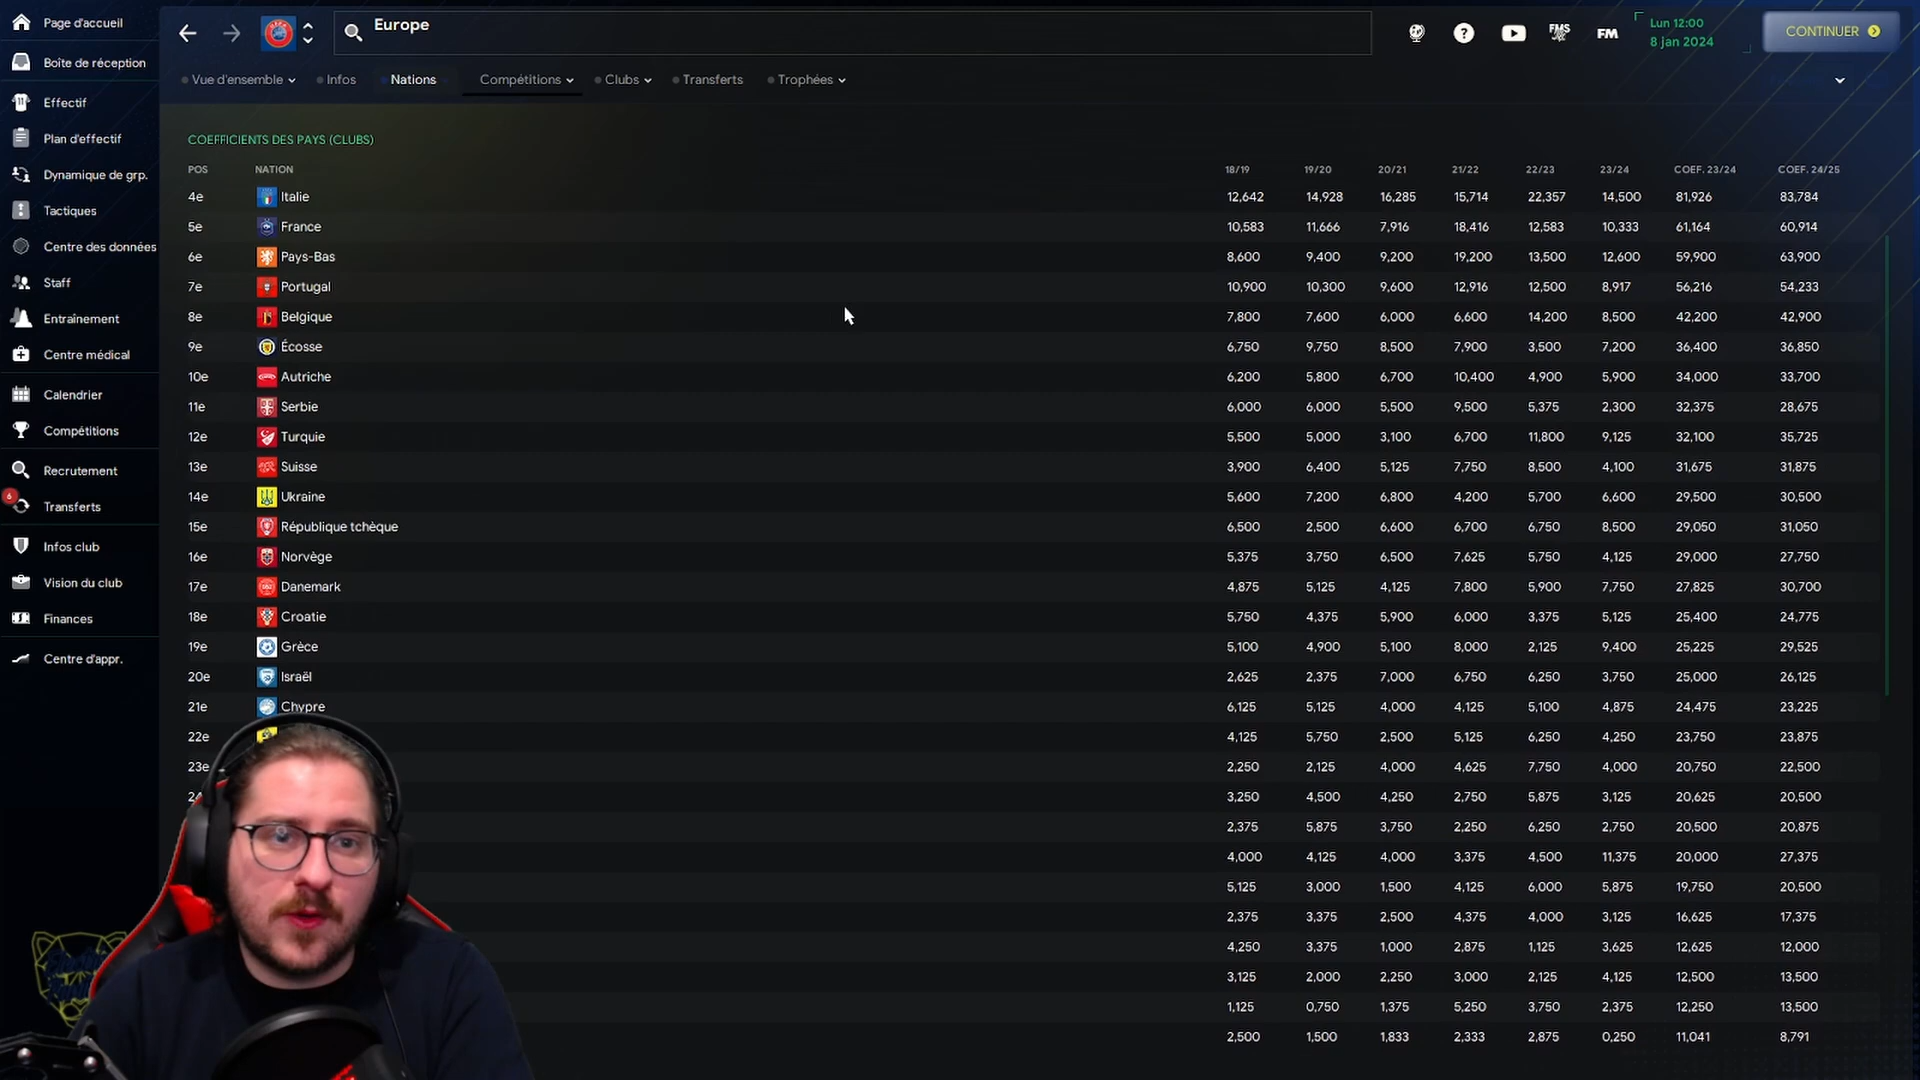 Page d'accueil
Boîte de réception
Effectif
Plan d'effectif
Dynamique de grp.
Tactiques
Centre des données
Staff
Entraînement
Centre médical
Calendrier
Compétitions
Recrutement
6
Transferts
Infos club
Vision du club
Finances
Centre d'appr.
Europe
FMS
FM
Lun 12:00
8 jan 2024
CONTINUER
Vue d'ensemble Infos Nations Compétitions Clubs Transferts Trophées
COEFFICIENTS DES PAYS (CLUBS)
POS NATION 18/19 19/20 20/21 21/22 22/23 23/24 COEF. 23/24 COEF. 24/25
4e Italie 12,642 14,928 16,285 15,714 22,357 14,500 81,926 83,784
5e France 10,583 11,666 7,916 18,416 12,583 10,333 61,164 60,914
6e Pays-Bas 8,600 9,400 9,200 19,200 13,500 12,600 59,900 63,900
7e Portugal 10,900 10,300 9,600 12,916 12,500 8,917 56,216 54,233
8e Belgique 7,800 7,600 6,000 6,600 14,200 8,500 42,200 42,900
9e Écosse 6,750 9,750 8,500 7,900 3,500 7,200 36,400 36,850
10e Autriche 6,200 5,800 6,700 10,400 4,900 5,900 34,000 33,700
11e Serbie 6,000 6,000 5,500 9,500 5,375 2,300 32,375 28,675
12e Turquie 5,500 5,000 3,100 6,700 11,800 9,125 32,100 35,725
13e Suisse 3,900 6,400 5,125 7,750 8,500 4,100 31,675 31,875
14e Ukraine 5,600 7,200 6,800 4,200 5,700 6,600 29,500 30,500
15e République tchèque 6,500 2,500 6,600 6,700 6,750 8,500 29,050 31,050
16e Norvège 5,375 3,750 6,500 7,625 5,750 4,125 29,000 27,750
17e Danemark 4,875 5,125 4,125 7,800 5,900 7,750 27,825 30,700
18e Croatie 5,750 4,375 5,900 6,000 3,375 5,125 25,400 24,775
19e Grèce 5,100 4,900 5,100 8,000 2,125 9,400 25,225 29,525
20e Israël 2,625 2,375 7,000 6,750 6,250 3,750 25,000 26,125
21e Chypre 6,125 5,125 4,000 4,125 5,100 4,875 24,475 23,225
22e 4,125 5,750 2,500 5,125 6,250 4,250 23,750 23,875
23e 2,250 2,125 4,000 4,625 7,750 4,000 20,750 22,500
3,250 4,500 4,250 2,750 5,875 3,125 20,625 20,500
2,375 5,875 3,750 2,250 6,250 2,750 20,500 20,875
4,000 4,125 4,000 3,375 4,500 11,375 20,000 27,375
5,125 3,000 1,500 4,125 6,000 5,875 19,750 20,500
2,375 3,375 2,500 4,375 4,000 3,125 16,625 17,375
4,250 3,375 1,000 2,875 1,125 3,625 12,625 12,000
3,125 2,000 2,250 3,000 2,125 4,125 12,500 13,500
1,125 0,750 1,375 5,250 3,750 2,375 12,250 13,500
2,500 1,500 1,833 2,333 2,875 0,250 11,041 8,791